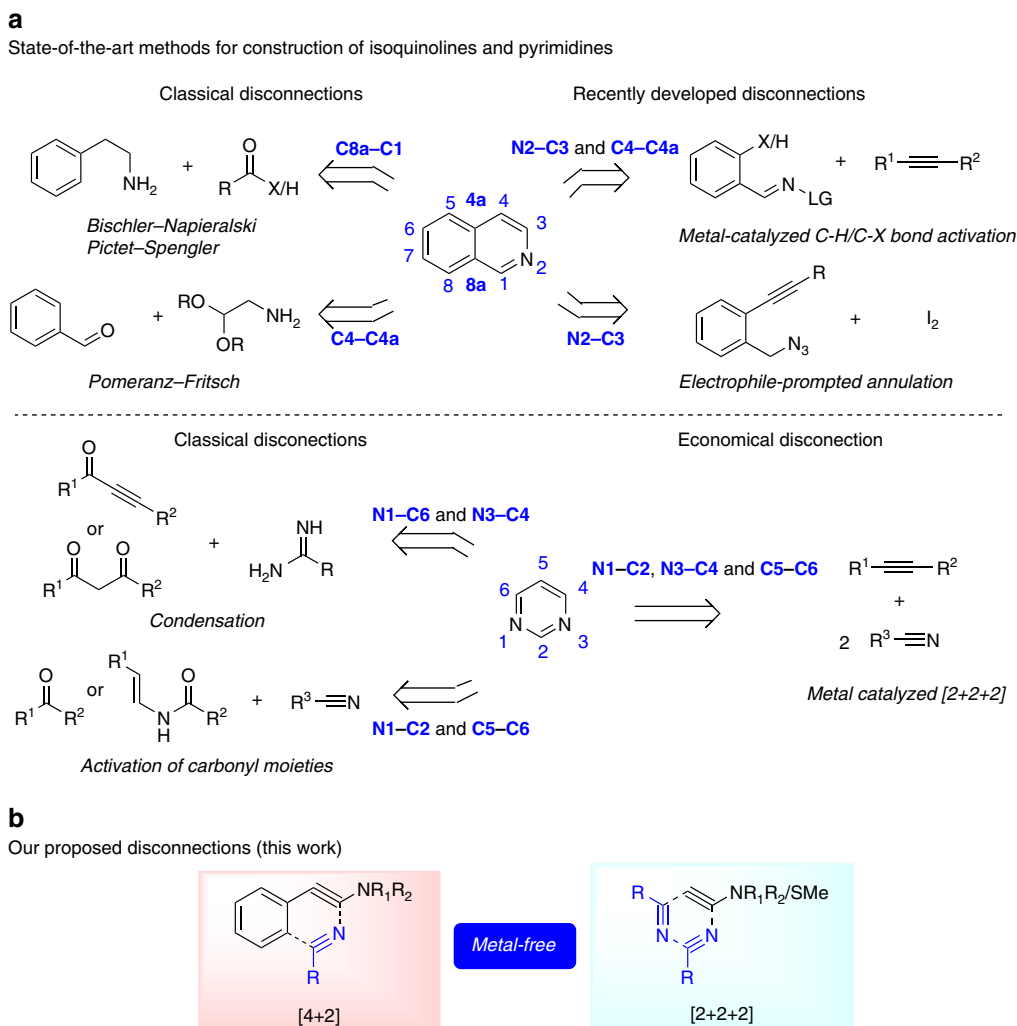 a
State-of-the-art methods for construction of isoquinolines and pyrimidines
Classical disconnections
Recently developed disconnections
NH2
+
O
R
X/H
C8a–C1
Bischler–Napieralski
Pictet–Spengler
N2–C3 and C4–C4a
X/H
N
LG
+
R1
R2
Metal-catalyzed C-H/C-X bond activation
5
4a
4
6
3
7
N
2
8
8a
1
O
+
RO
OR
NH2
C4–C4a
Pomeranz–Fritsch
N2–C3
R
N3
+
I2
Electrophile-prompted annulation
Classical disconections
Economical disconection
O
R1
R2
or
O
O
R1
R2
+
NH
H2N
R
N1–C6 and N3–C4
Condensation
5
6
4
N
N
1
3
2
N1–C2, N3–C4 and C5–C6
R1
R2
+
2
R3
N
Metal catalyzed [2+2+2]
O
R1
R2
or
R1
N
H
O
R2
+
R3
N
N1–C2 and C5–C6
Activation of carbonyl moieties
b
Our proposed disconnections (this work)
NR1R2
N
R
[4+2]
Metal-free
R
NR1R2/SMe
N
N
R
[2+2+2]